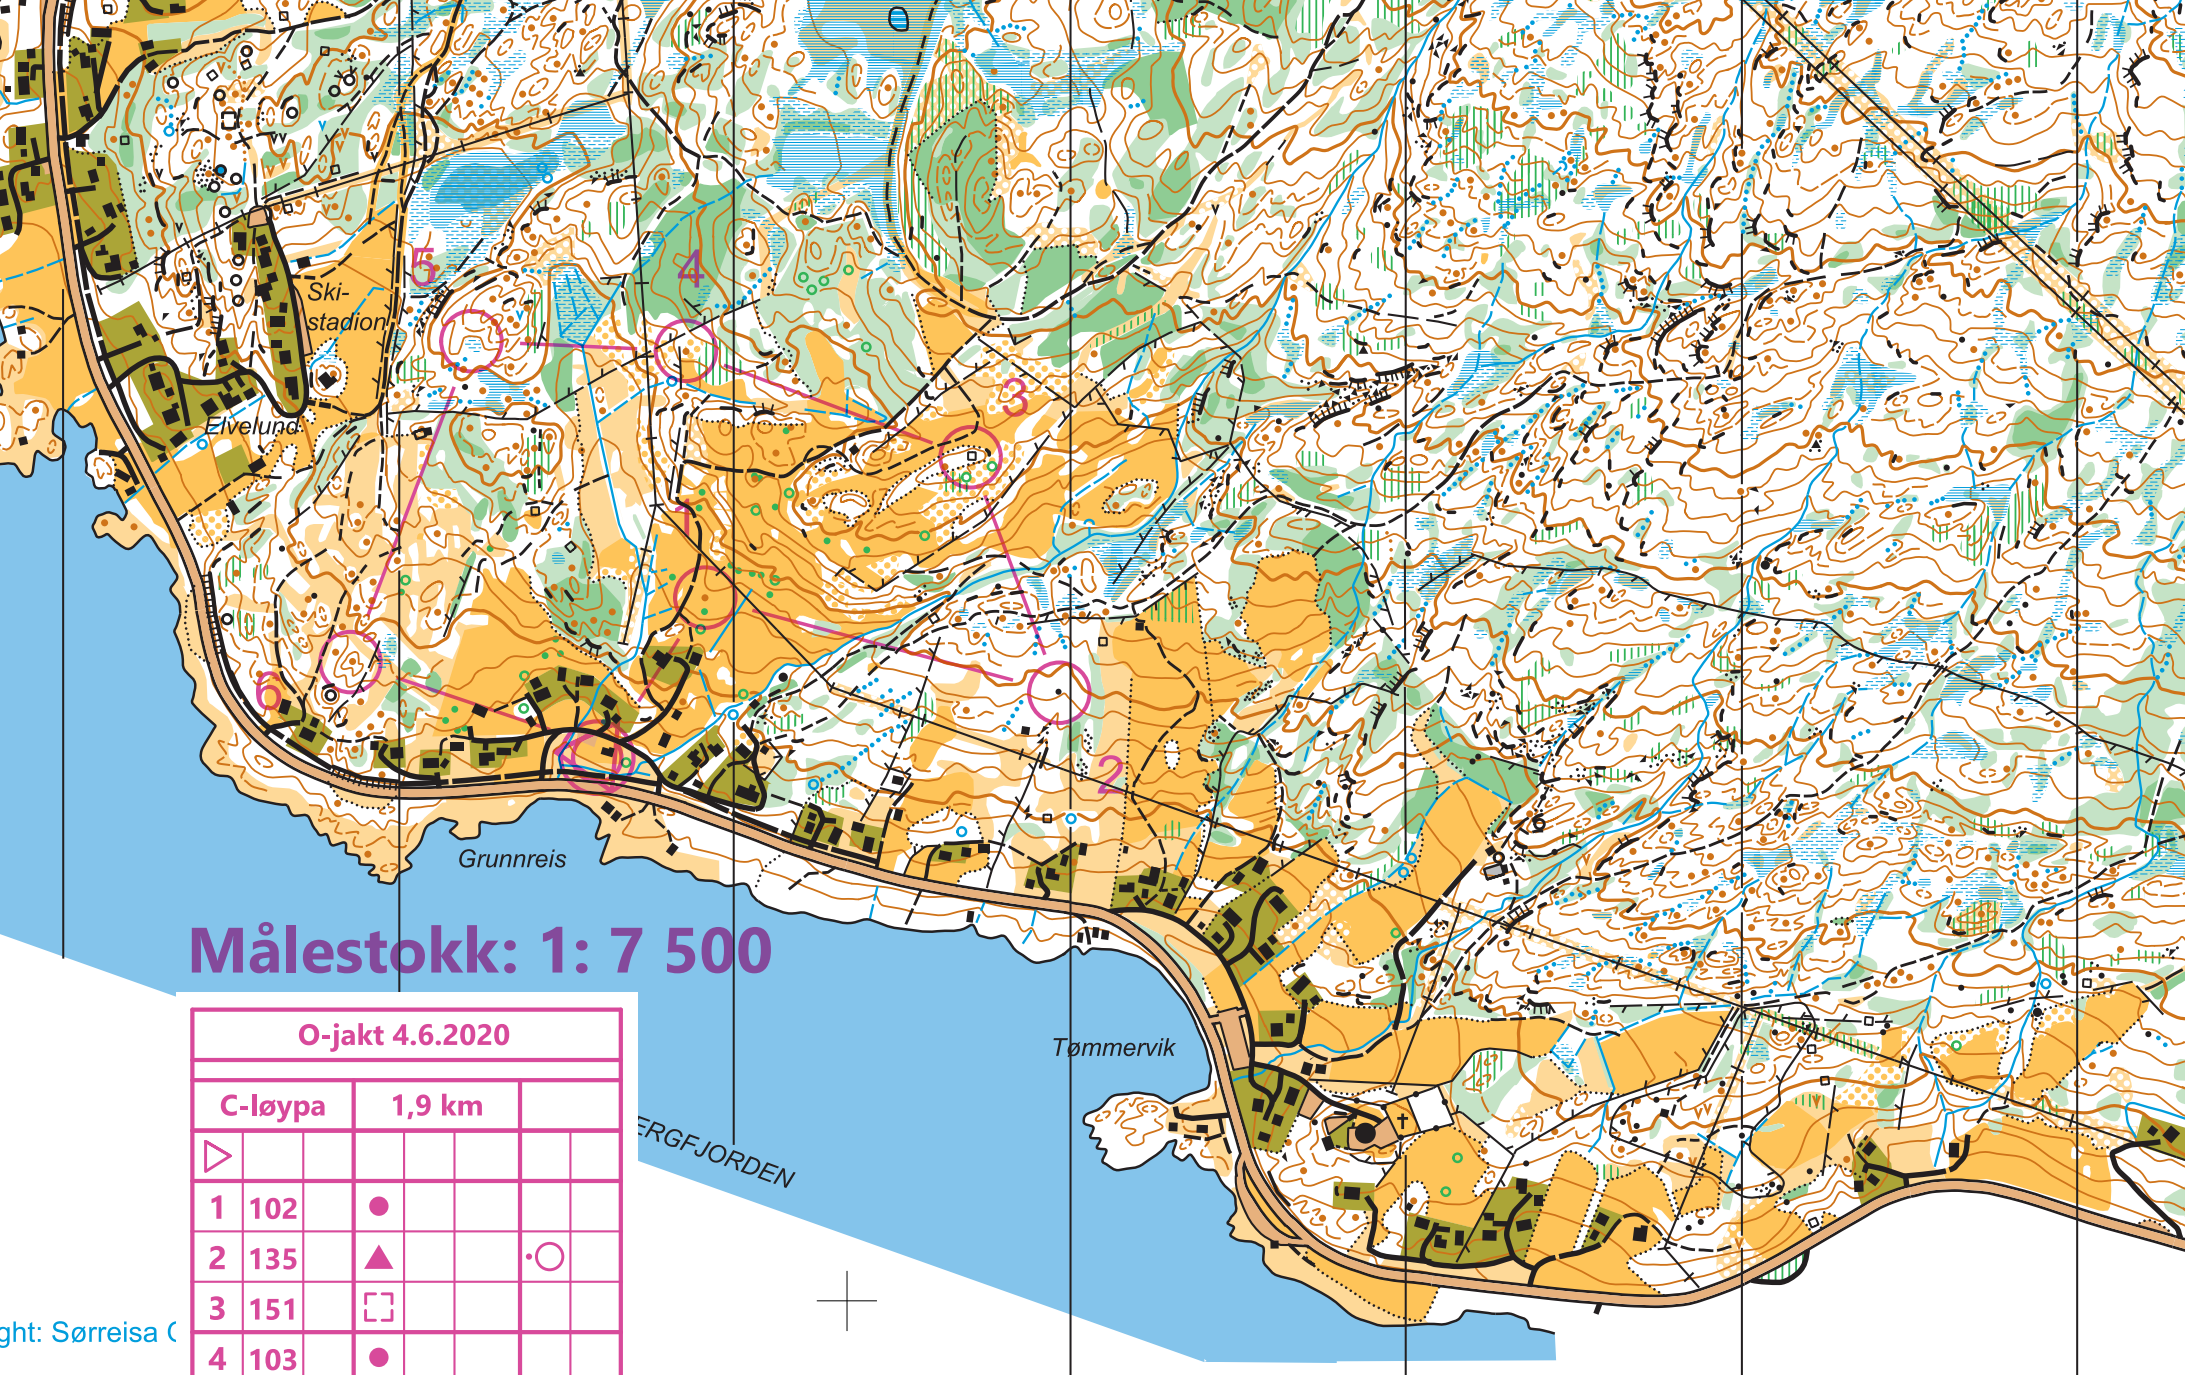 5
4
Ski-
stadion
3
Elvelund
1
6
2
Grunnreis
Målestokk: 1: 7 500
O-jakt 4.6.2020
C-løypa 1,9 km
1 102
2 135
3 151
4 103
Tømmervik
ERGFJORDEN
ght: Sørreisa